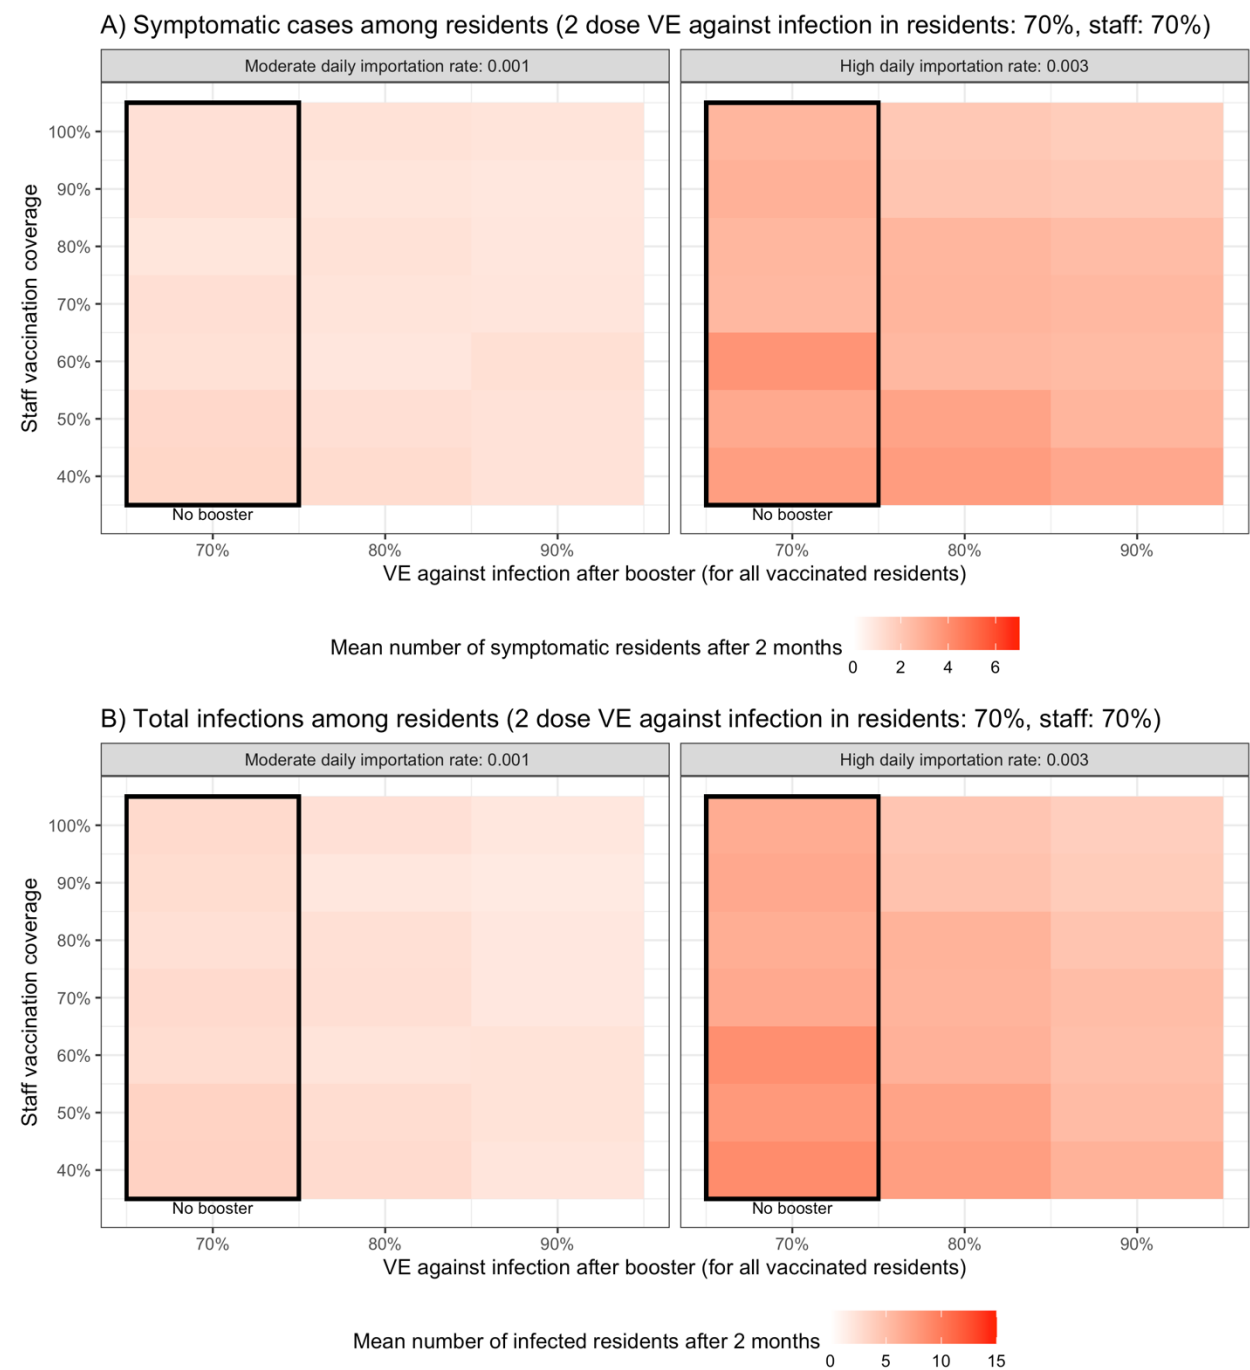 A) Symptomatic cases among residents (2 dose VE against infection in residents: 70%, staff: 70%)
Moderate daily importation rate: 0.001
High daily importation rate: 0.003
Staff vaccination coverage
100%
90%
80%
70%
60%
50%
40%
No booster
No booster
70%
80%
90%
70%
80%
90%
VE against infection after booster (for all vaccinated residents)
Mean number of symptomatic residents after 2 months
0
2
4
6
B) Total infections among residents (2 dose VE against infection in residents: 70%, staff: 70%)
Moderate daily importation rate: 0.001
High daily importation rate: 0.003
Staff vaccination coverage
100%
90%
80%
70%
60%
50%
40%
No booster
No booster
70%
80%
90%
70%
80%
90%
VE against infection after booster (for all vaccinated residents)
Mean number of infected residents after 2 months
0
5
10
15